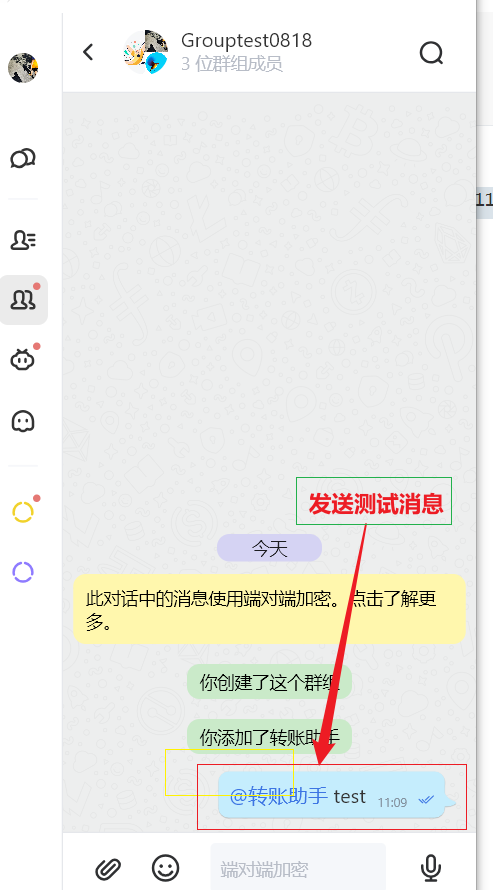 Grouptest0818
3 位群组成员
11
发送测试消息
今天
此对话中的消息使用端对端加密。点击了解更
多。
你创建了这个群组
你添加了转账助手
@转账助手 test 11:09
端对端加密